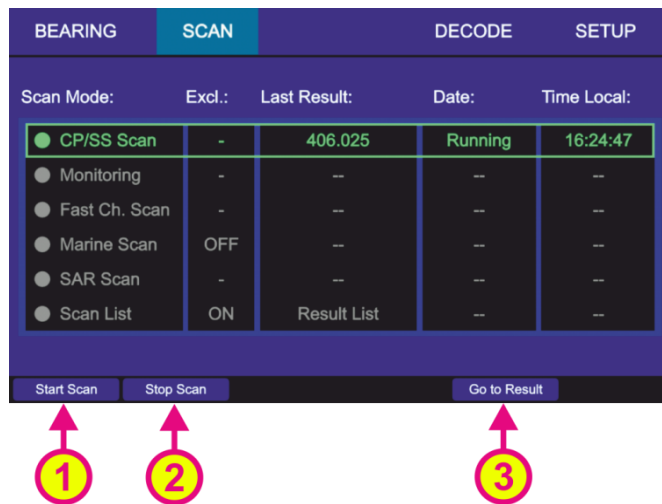 BEARING SCAN DECODE SETUP
Scan Mode: Excl.: Last Result: Date: Time Local:
CP/SS Scan - 406.025 Running 16:24:47
Monitoring - -- -- --
Fast Ch. Scan - -- -- --
Marine Scan OFF -- -- --
SAR Scan - -- -- --
Scan List ON Result List -- --
Start Scan Stop Scan Go to Result
1 2 3